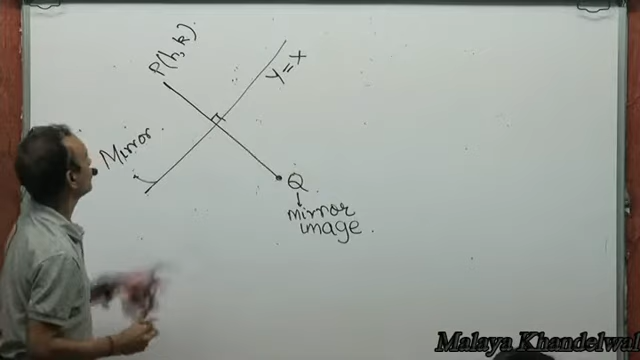 P(h,k)
y=x
Mirror
Q
mirror
image
Malaya Khandelwal